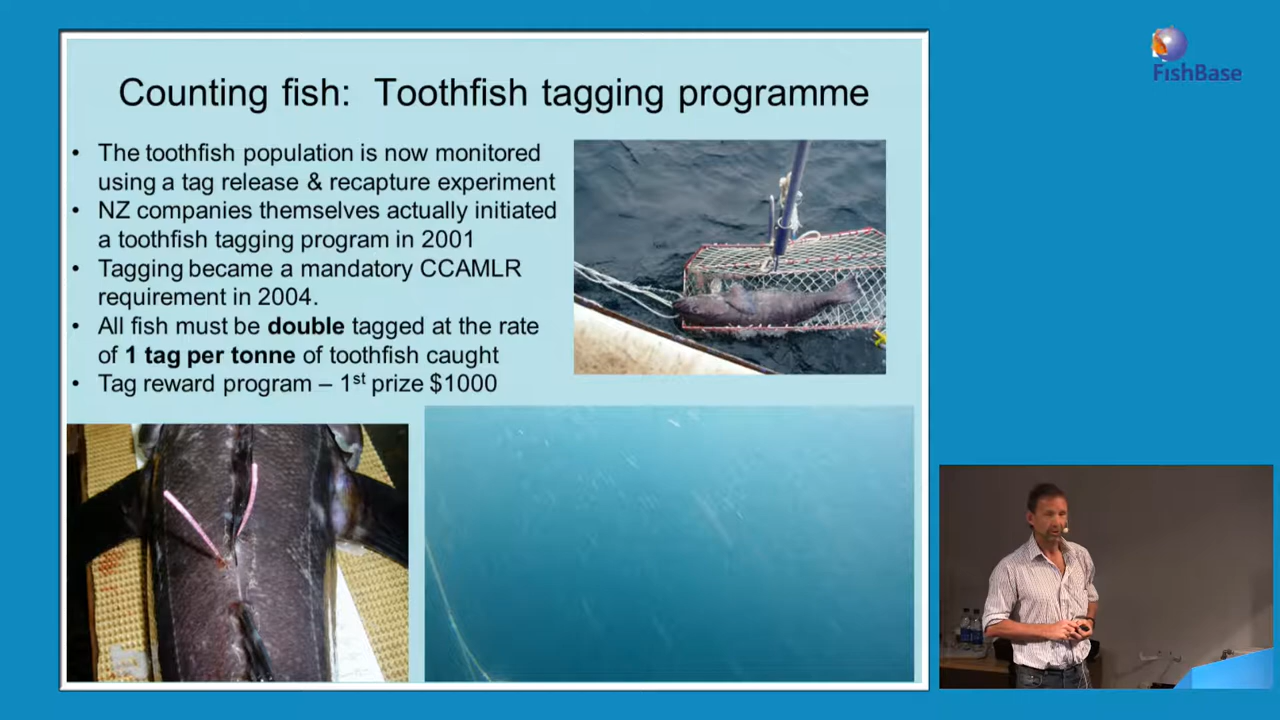 FishBase
Counting fish: Toothfish tagging programme
• The toothfish population is now monitored
using a tag release & recapture experiment
• NZ companies themselves actually initiated
a toothfish tagging program in 2001
• Tagging became a mandatory CCAMLR
requirement in 2004.
• All fish must be double tagged at the rate
of 1 tag per tonne of toothfish caught
• Tag reward program – 1st prize $1000